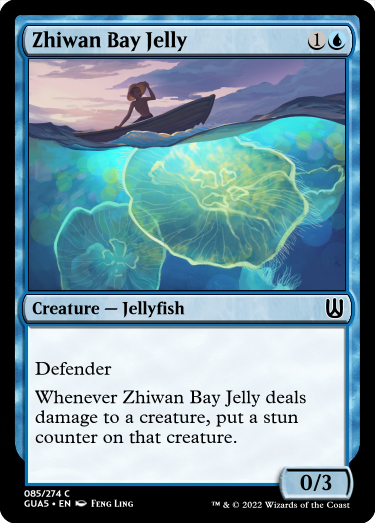 Zhiwan Bay Jelly 1
Creature — Jellyfish
Defender
Whenever Zhiwan Bay Jelly deals
damage to a creature, put a stun
counter on that creature.
0/3
085/274 C
GUA5 • EN FENG LING
™ & © 2022 Wizards of the Coast